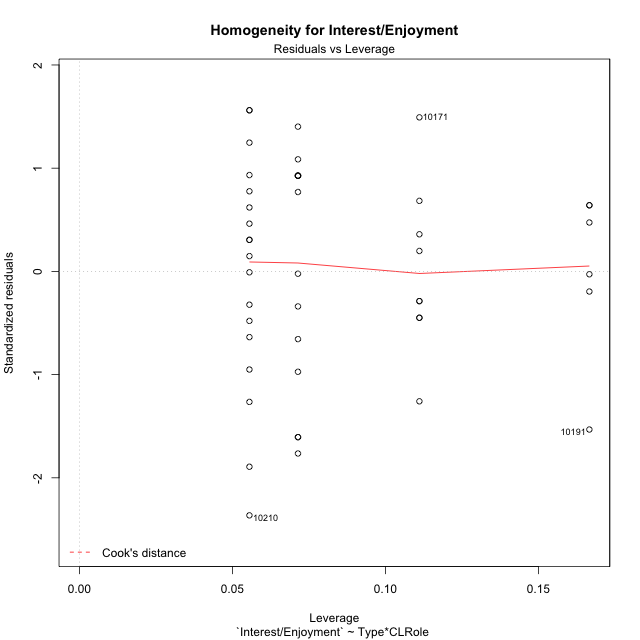 Homogeneity for Interest/Enjoyment
Residuals vs Leverage
2
1
0
-1
-2
Standardized residuals
10171
10191
10210
Cook's distance
0.00 0.05 0.10 0.15
Leverage
`Interest/Enjoyment` ~ Type*CLRole